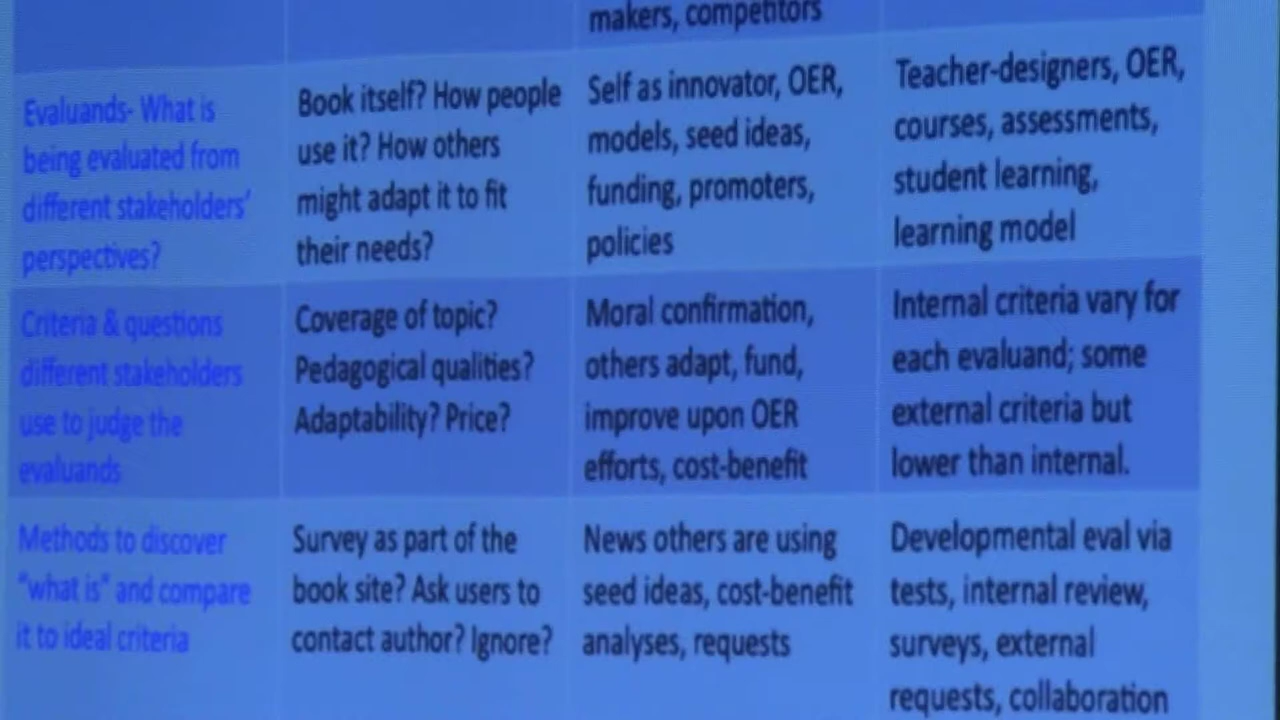 makers, competitors
Evaluands- What is
being evaluated from
different stakeholders'
perspectives?
Book itself? How people
use it? How others
might adapt it to fit
their needs?
Self as innovator, OER,
models, seed ideas,
funding, promoters,
policies
Teacher-designers, OER,
courses, assessments,
student learning,
learning model
Criteria & questions
different stakeholders
use to judge the
evaluands
Coverage of topic?
Pedagogical qualities?
Adaptability? Price?
Moral confirmation,
others adapt, fund,
improve upon OER
efforts, cost-benefit
Internal criteria vary for
each evaluand; some
external criteria but
lower than internal.
Methods to discover
"what is" and compare
it to ideal criteria
Survey as part of the
book site? Ask users to
contact author? Ignore?
News others are using
seed ideas, cost-benefit
analyses, requests
Developmental eval via
tests, internal review,
surveys, external
requests, collaboration